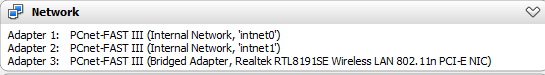 Network
Adapter 1: PCnet-FAST III (Internal Network, 'intnet0')
Adapter 2: PCnet-FAST III (Internal Network, 'intnet1')
Adapter 3: PCnet-FAST III (Bridged Adapter, Realtek RTL8191SE Wireless LAN 802.11n PCI-E NIC)